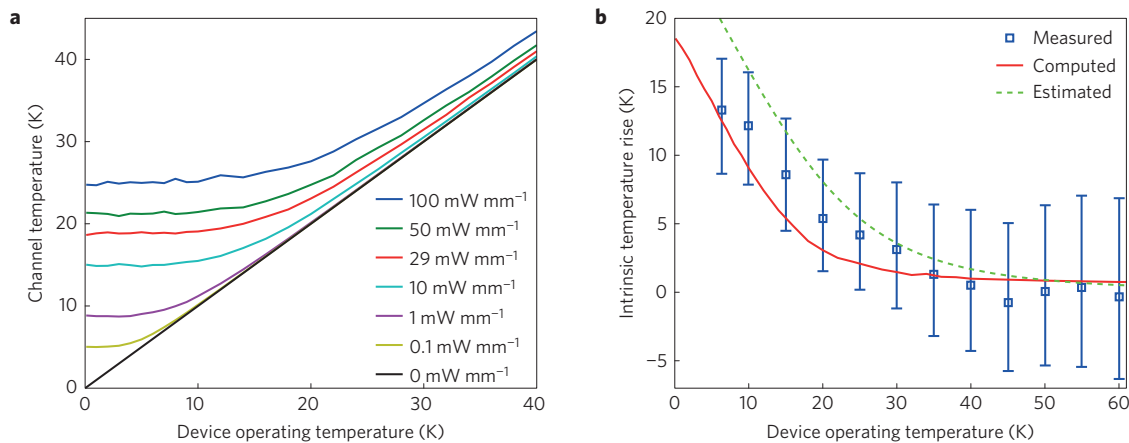 a
Channel temperature (K)
40
30
20
10
0
100 mW mm⁻¹
50 mW mm⁻¹
29 mW mm⁻¹
10 mW mm⁻¹
1 mW mm⁻¹
0.1 mW mm⁻¹
0 mW mm⁻¹
0 10 20 30 40
Device operating temperature (K)
b
Intrinsic temperature rise (K)
20
15
10
5
0
−5
Measured
Computed
Estimated
0 10 20 30 40 50 60
Device operating temperature (K)